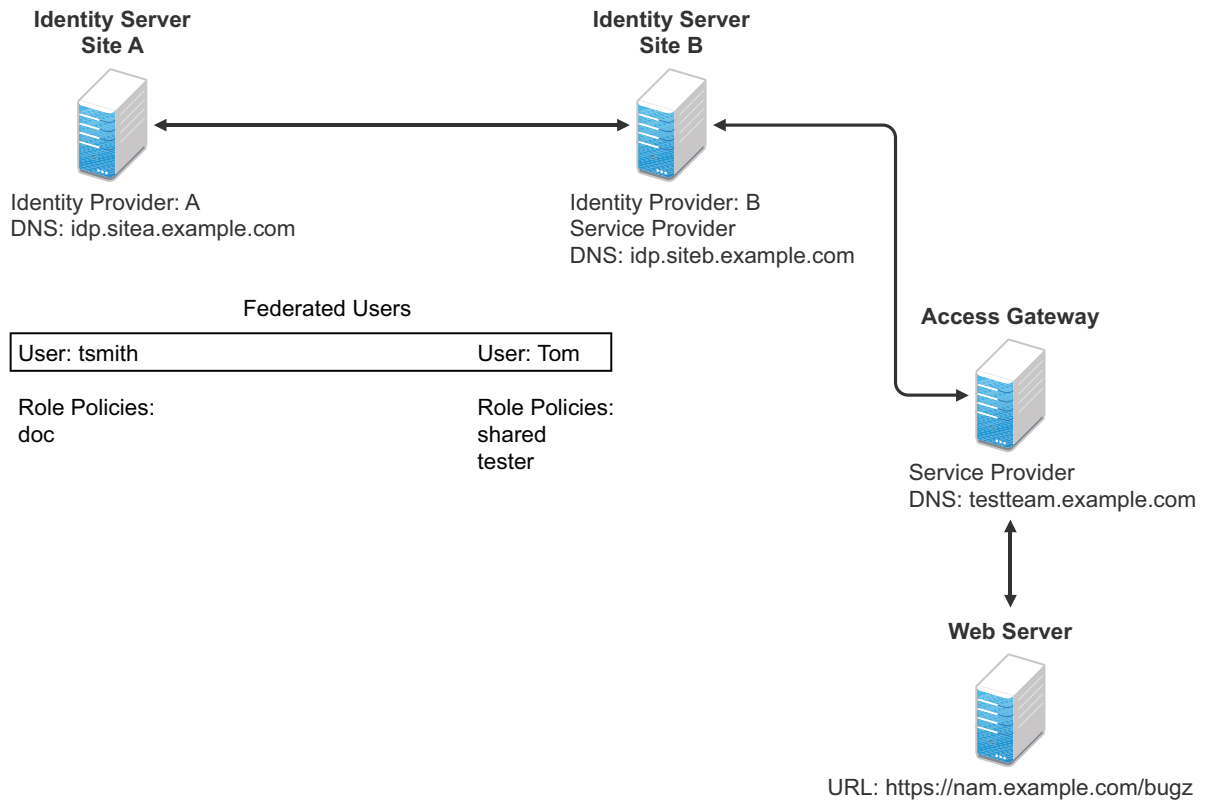 Identity Server
Site A
Identity Server
Site B
Identity Provider: A
DNS: idp.sitea.example.com
Identity Provider: B
Service Provider
DNS: idp.siteb.example.com
Federated Users
User: tsmith
User: Tom
Role Policies:
doc
Role Policies:
shared
tester
Access Gateway
Service Provider
DNS: testteam.example.com
Web Server
URL: https://nam.example.com/bugz